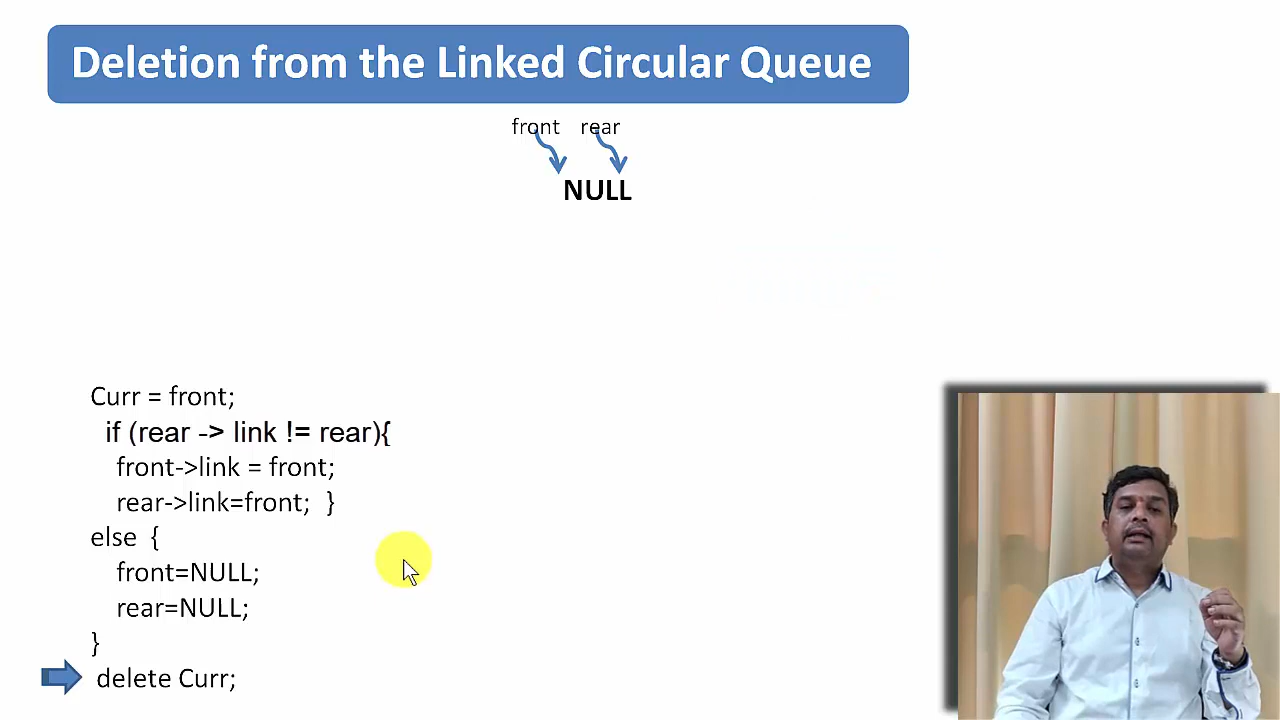 Deletion from the Linked Circular Queue
front rear
NULL
Curr = front;
if (rear -> link != rear){
front->link = front;
rear->link=front; }
else {
front=NULL;
rear=NULL;
}
delete Curr;